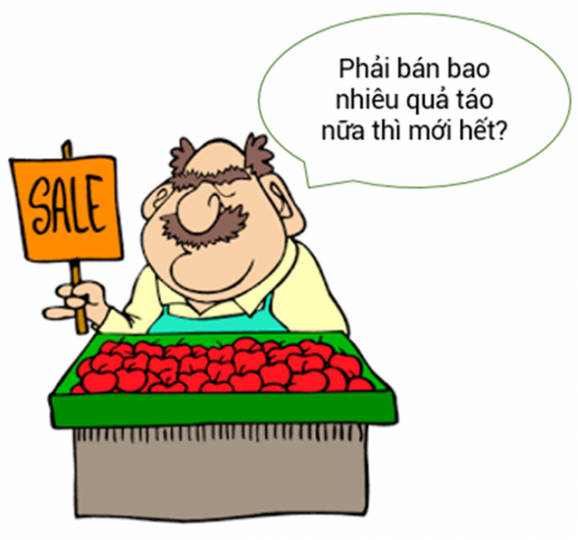 Phải bán bao
nhiêu quả táo
nữa thì mới hết?
SALE